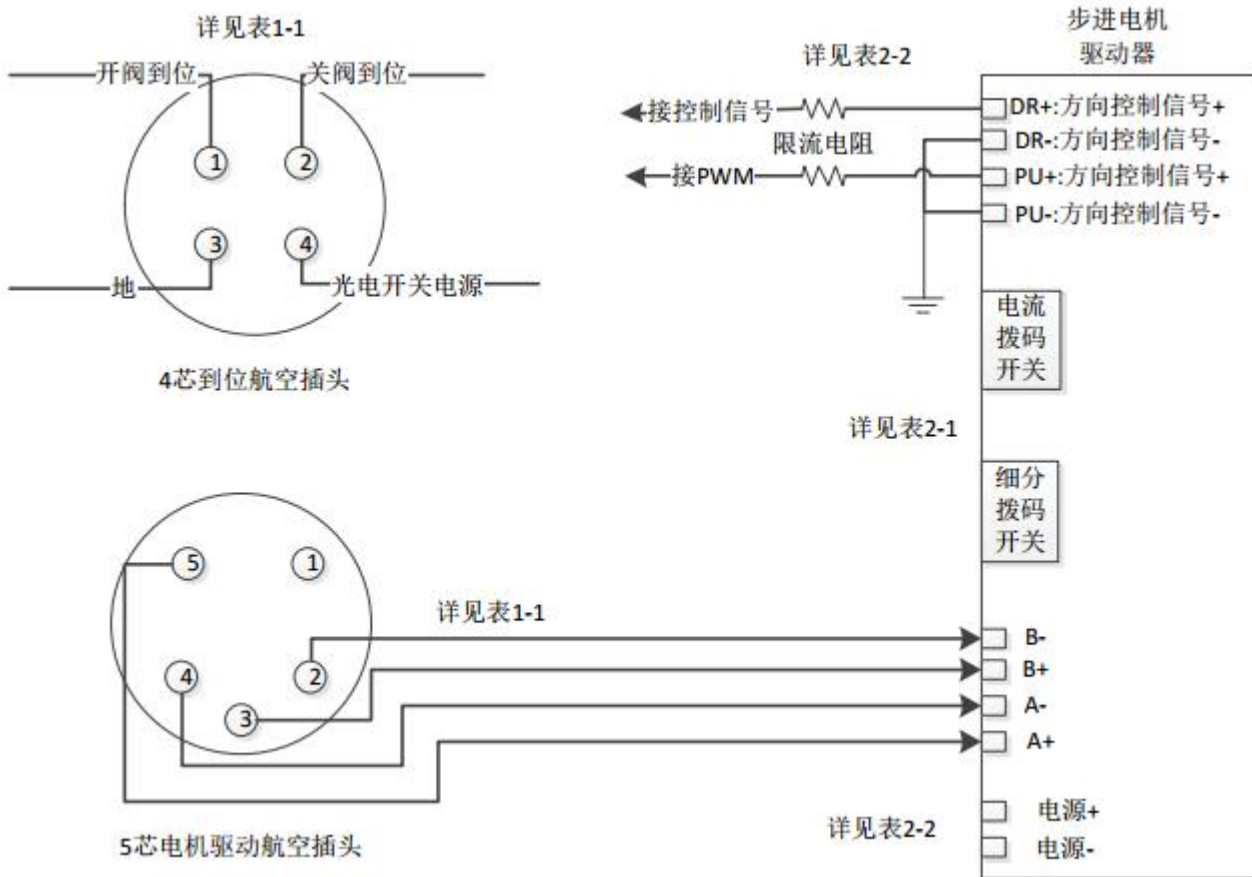 详见表1-1
开阀到位
关阀到位
1
2
3
4
地
光电开关电源
4芯到位航空插头
步进电机
驱动器
详见表2-2
接控制信号
限流电阻
接PWM
DR+:方向控制信号+
DR-:方向控制信号-
PU+:方向控制信号+
PU-:方向控制信号-
电流
拨码
开关
详见表2-1
细分
拨码
开关
5
1
4
2
3
详见表1-1
B-
B+
A-
A+
5芯电机驱动航空插头
详见表2-2
电源+
电源-